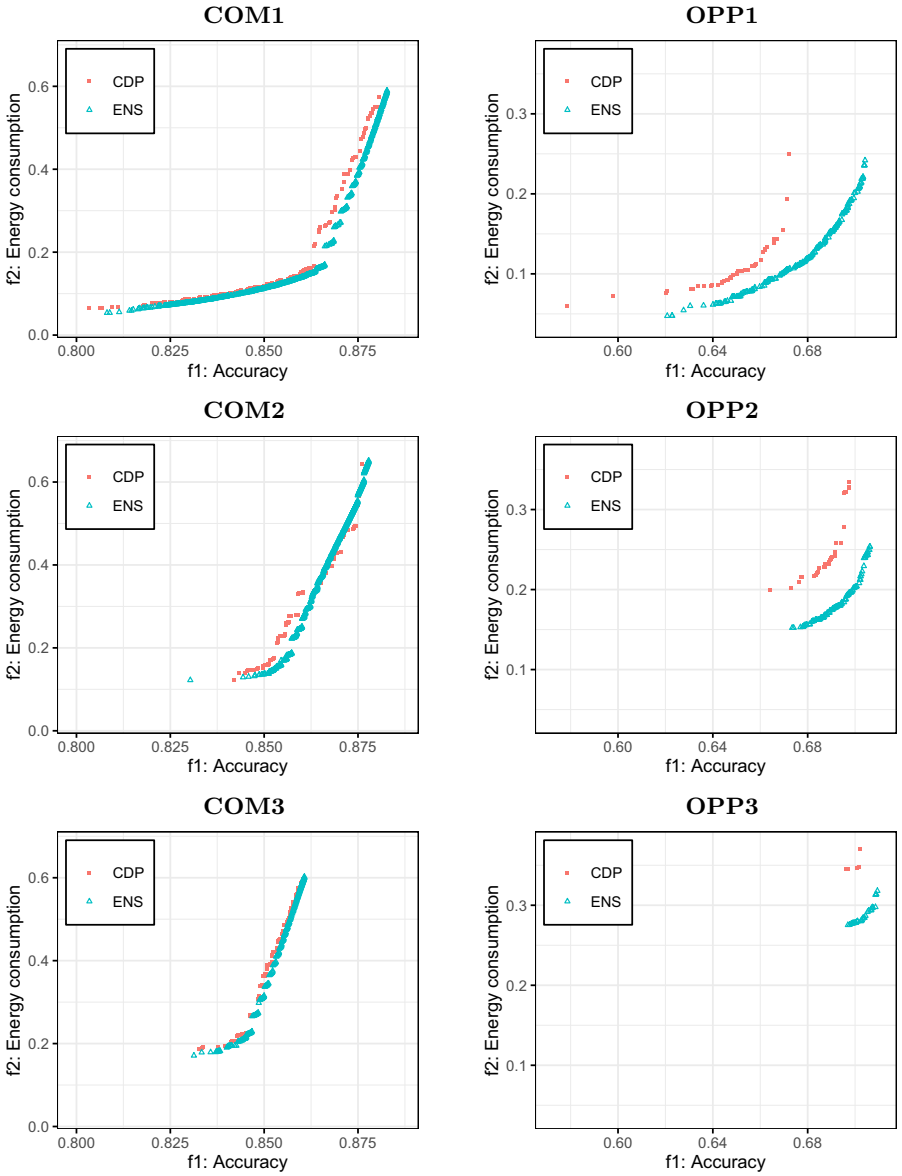 COM1
f2: Energy consumption
0.6
0.4
0.2
0.0
CDP
ENS
0.800
0.825
0.850
0.875
f1: Accuracy
OPP1
f2: Energy consumption
0.3
0.2
0.1
CDP
ENS
0.60
0.64
0.68
f1: Accuracy
COM2
f2: Energy consumption
0.6
0.4
0.2
0.0
CDP
ENS
0.800
0.825
0.850
0.875
f1: Accuracy
OPP2
f2: Energy consumption
0.3
0.2
0.1
CDP
ENS
0.60
0.64
0.68
f1: Accuracy
COM3
f2: Energy consumption
0.6
0.4
0.2
0.0
CDP
ENS
0.800
0.825
0.850
0.875
f1: Accuracy
OPP3
f2: Energy consumption
0.3
0.2
0.1
CDP
ENS
0.60
0.64
0.68
f1: Accuracy